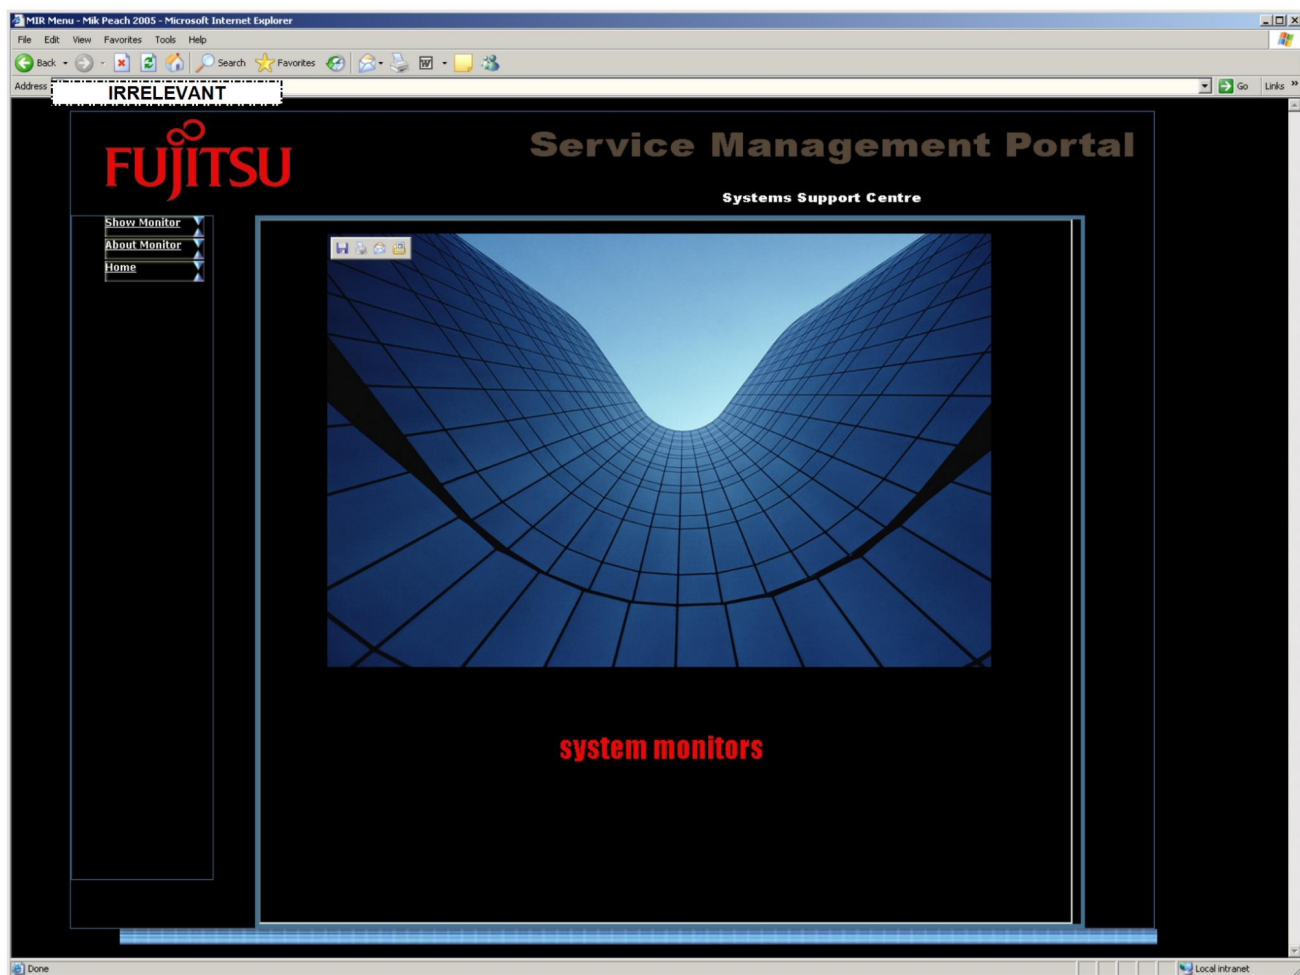 MIR Menu - Mik Peach 2005 - Microsoft Internet Explorer
File Edit View Favorites Tools Help
Back Search Favorites
Address IRRELEVANT Go Links »
FUJITSU
Service Management Portal
Systems Support Centre
Show Monitor
About Monitor
Home
system monitors
Done Local intranet